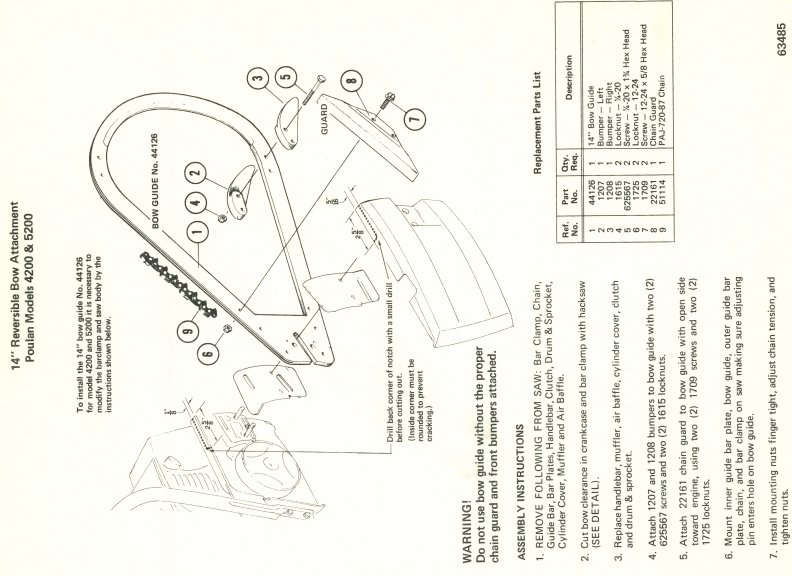 14" Reversible Bow Attachment
Poulan Models 4200 & 5200
To install the 14" bow guide No. 44126
for model 4200 and 5200 it is necessary to
modify the barclamp and saw body by the
instructions shown below.
BOW GUIDE No. 44126
GUARD
1
2
3
4
5
6
7
8
9
Drill back corner of notch with a small drill
before cutting out.
(Inside corner must be
rounded to prevent
cracking.)
WARNING!
Do not use bow guide without the proper
chain guard and front bumpers attached.
ASSEMBLY INSTRUCTIONS
1. REMOVE FOLLOWING FROM SAW: Bar Clamp, Chain,
Guide Bar, Bar Plates, Handlebar, Clutch, Drum & Sprocket,
Cylinder Cover, Muffler and Air Baffle.
2. Cut bow clearance in crankcase and bar clamp with hacksaw
(SEE DETAIL).
3. Replace handlebar, muffler, air baffle, cylinder cover, clutch
and drum & sprocket.
4. Attach 1207 and 1208 bumpers to bow guide with two (2)
625567 screws and two (2) 1615 locknuts.
5. Attach 22161 chain guard to bow guide with open side
toward engine, using two (2) 1709 screws and two (2)
1725 locknuts.
6. Mount inner guide bar plate, bow guide, outer guide bar
plate, chain, and bar clamp on saw making sure adjusting
pin enters hole on bow guide.
7. Install mounting nuts finger tight, adjust chain tension, and
tighten nuts.
Replacement Parts List
Ref. No. Part No. Qty. Req. Description
1 44126 1 14" Bow Guide
2 1207 1 Bumper – Left
3 1208 1 Bumper – Right
4 1615 2 Locknut – ¼-20
5 625567 2 Screw – ¼-20 x 1¾ Hex Head
6 1725 2 Locknut – 12-24
7 1709 2 Screw – 12-24 x 5/8 Hex Head
8 22161 1 Chain Guard
9 51114 1 PAJ-720-87 Chain
63485